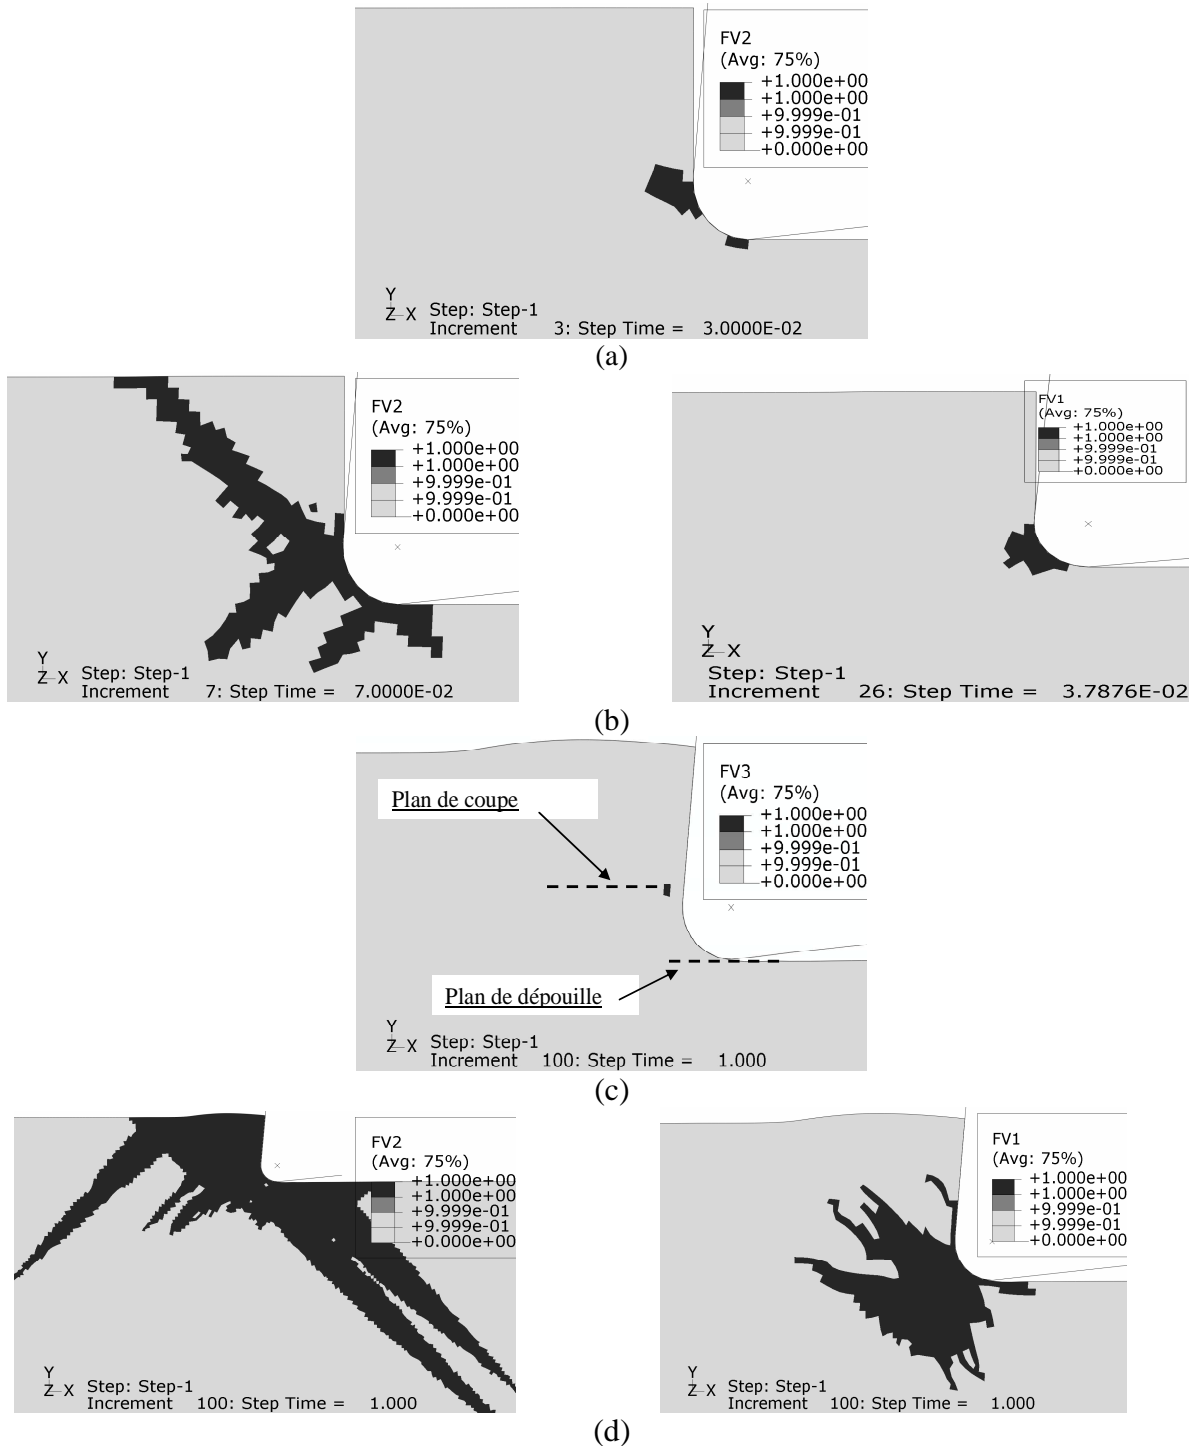 FV2
(Avg: 75%)
+1.000e+00
+1.000e+00
+9.999e-01
+9.999e-01
+0.000e+00
Y
Z X
Step: Step-1
Increment 3: Step Time = 3.0000E-02
(a)
FV2
(Avg: 75%)
+1.000e+00
+1.000e+00
+9.999e-01
+9.999e-01
+0.000e+00
Y
Z X
Step: Step-1
Increment 7: Step Time = 7.0000E-02
FV1
(Avg: 75%)
+1.000e+00
+1.000e+00
+9.999e-01
+9.999e-01
+0.000e+00
Y
Z X
Step: Step-1
Increment 26: Step Time = 3.7876E-02
(b)
FV3
(Avg: 75%)
+1.000e+00
+1.000e+00
+9.999e-01
+9.999e-01
+0.000e+00
Plan de coupe
Plan de dépouille
Y
Z X
Step: Step-1
Increment 100: Step Time = 1.000
(c)
FV2
(Avg: 75%)
+1.000e+00
+1.000e+00
+9.999e-01
+9.999e-01
+0.000e+00
Y
Z X
Step: Step-1
Increment 100: Step Time = 1.000
FV1
(Avg: 75%)
+1.000e+00
+1.000e+00
+9.999e-01
+9.999e-01
+0.000e+00
Y
Z X
Step: Step-1
Increment 100: Step Time = 1.000
(d)